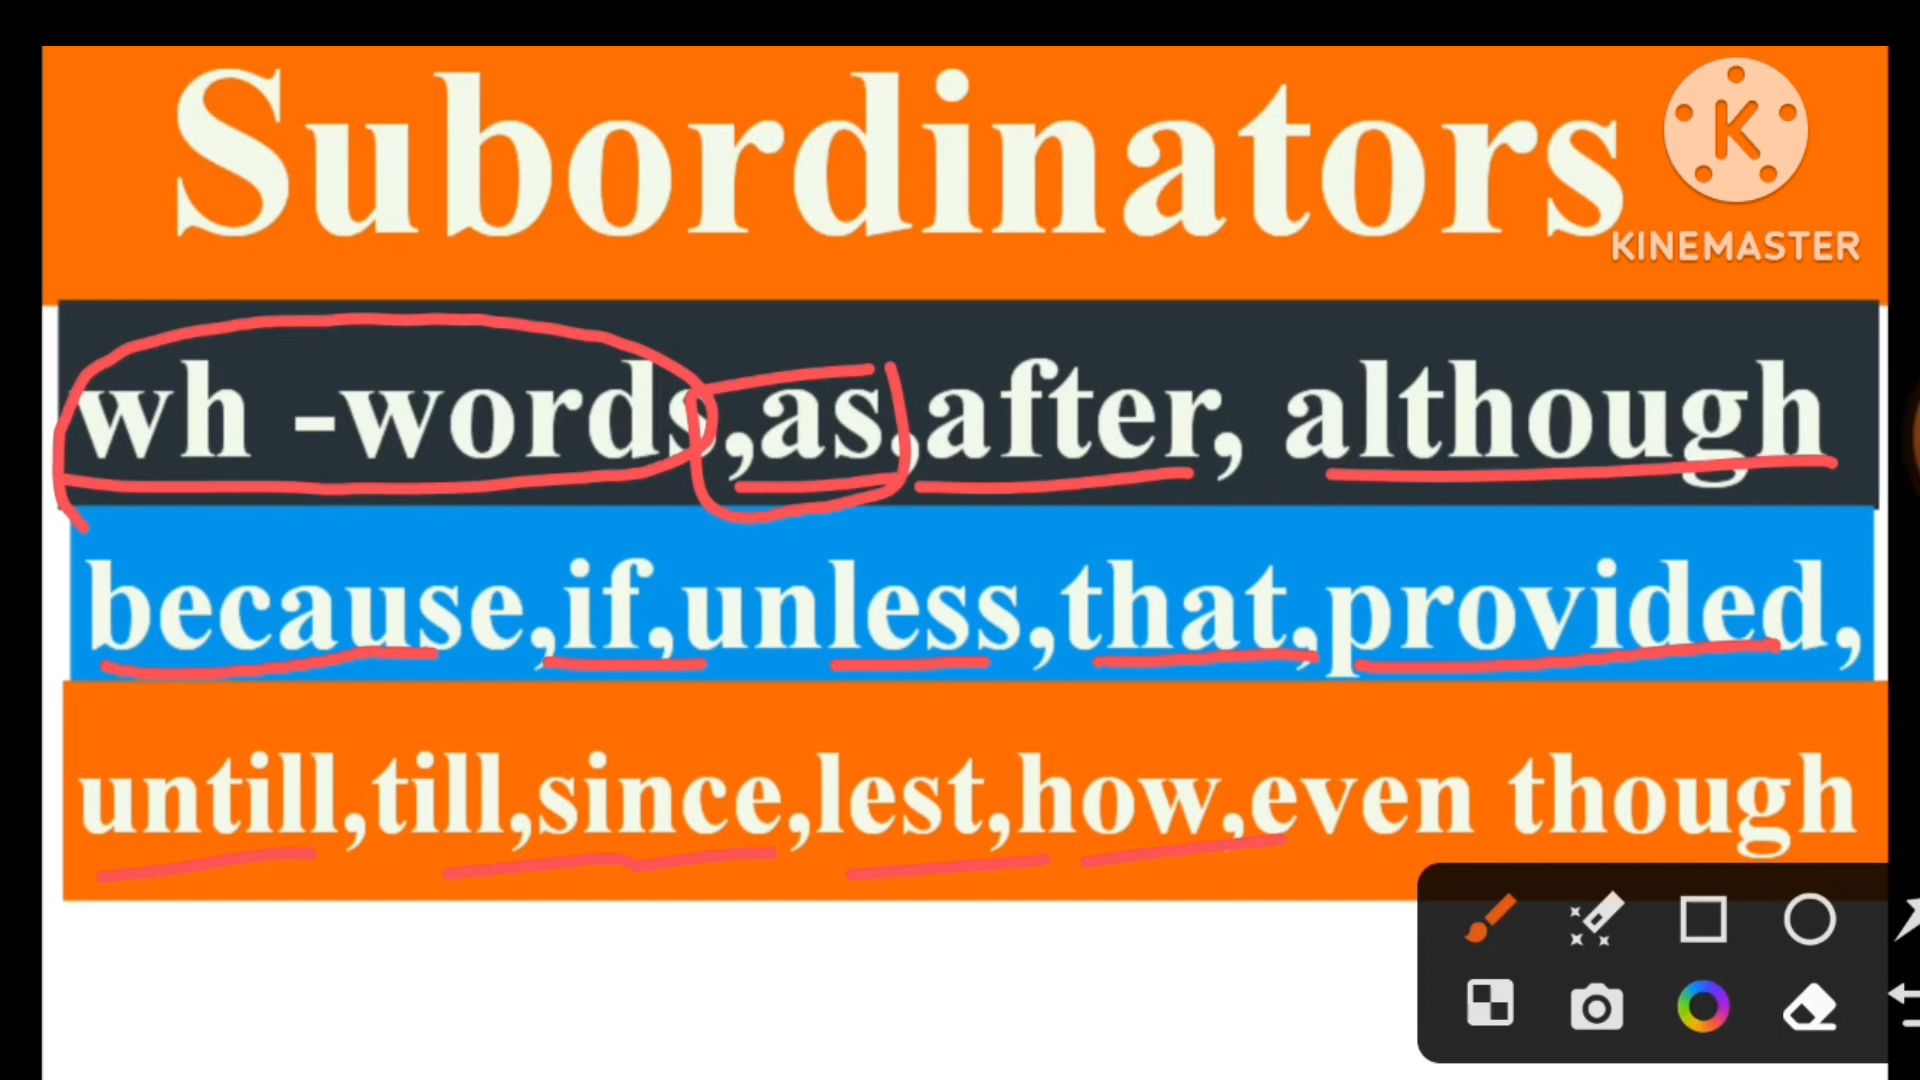 Subordinators
K
KINEMASTER
wh -words,as,after, although
because,if,unless,that,provided,
untill,till,since,lest,how,even though